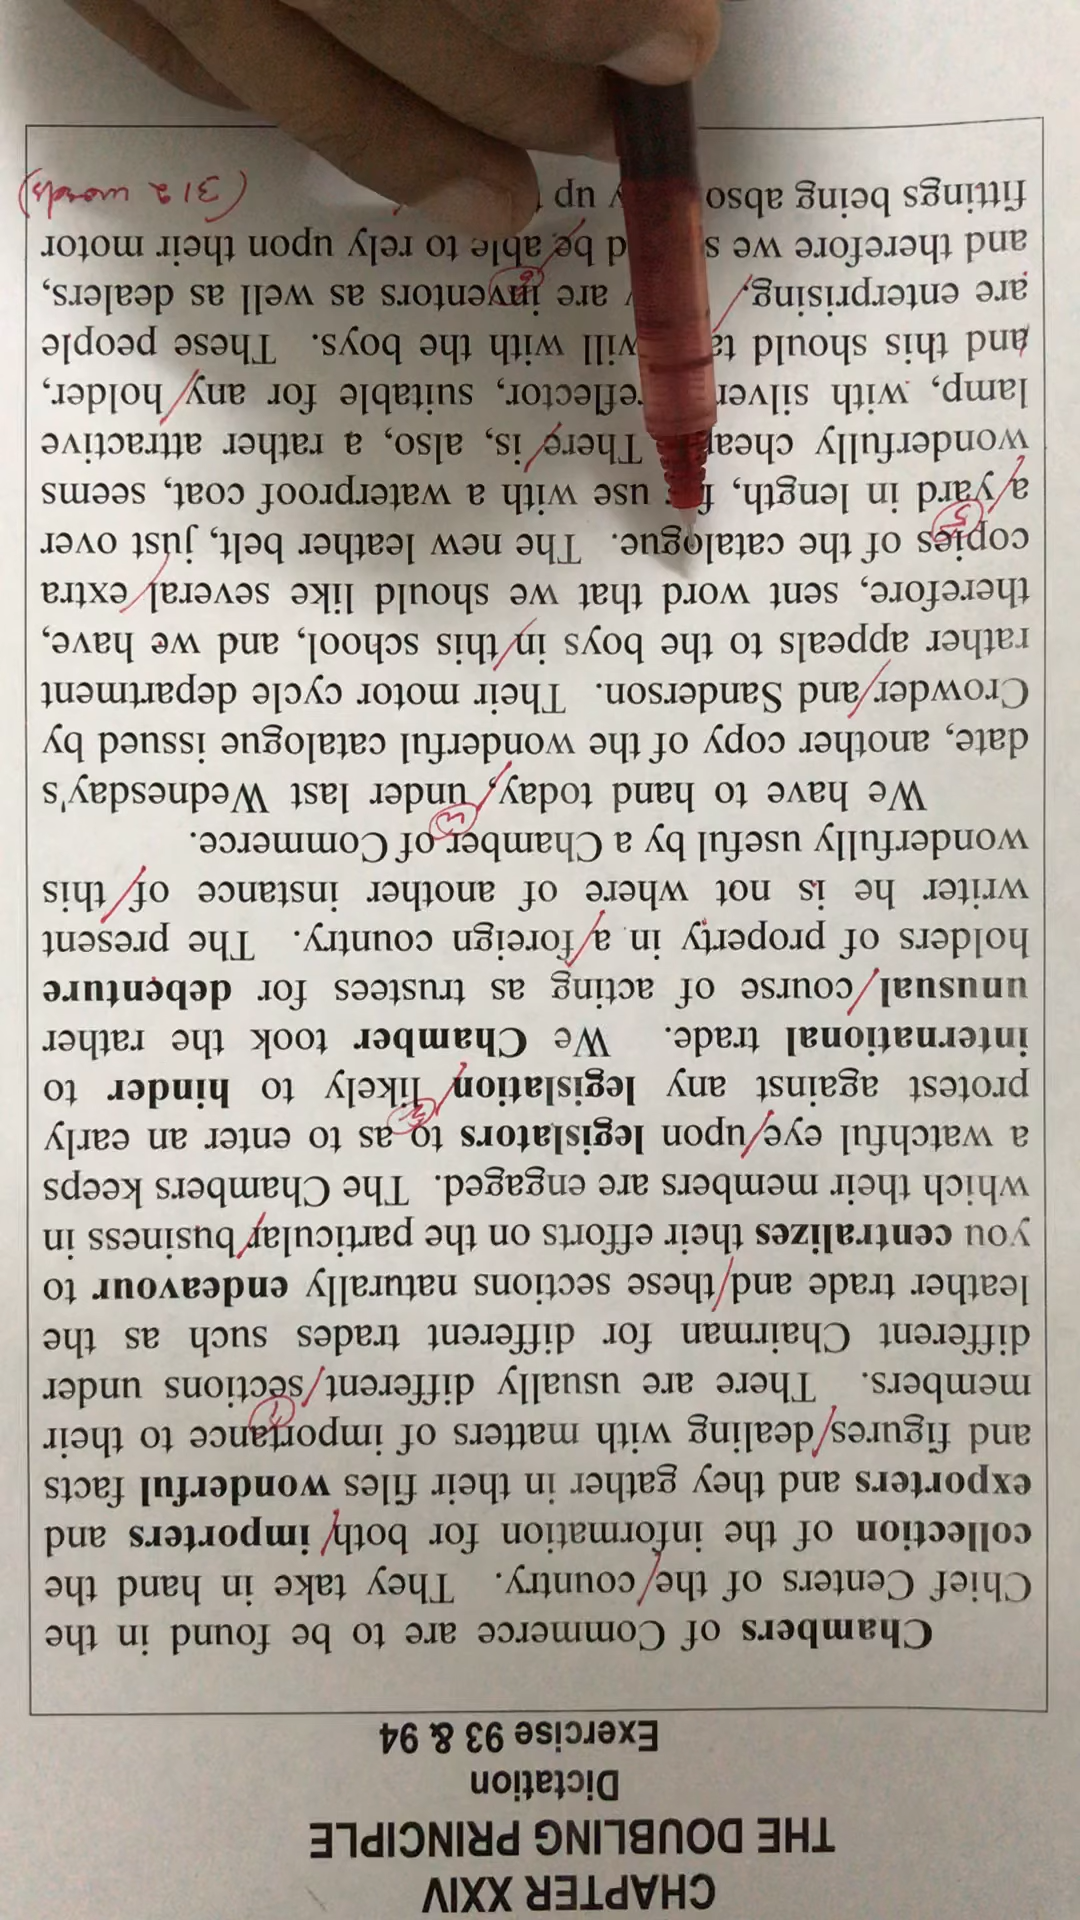 CHAPTER XXIV
THE DOUBLING PRINCIPLE
Dictation
Exercise 93 & 94
Chambers of Commerce are to be found in the
Chief Centers of the country. They take in hand the
collection of the information for both importers and
exporters and they gather in their files wonderful facts
and figures dealing with matters of importance to their
1
members. There are usually different sections under
different Chairman for different trades such as the
leather trade and these sections naturally endeavour to
you centralizes their efforts on the particular business in
which their members are engaged. The Chambers keeps
a watchful eye upon legislators to as to enter an early
2
protest against any legislation likely to hinder to
international trade. We Chamber took the rather
unusual course of acting as trustees for debenture
holders of property in a foreign country. The present
writer he is not where of another instance of this
wonderfully useful by a Chamber of Commerce.
3
We have to hand today, under last Wednesday's
date, another copy of the wonderful catalogue issued by
Crowder and Sanderson. Their motor cycle department
rather appeals to the boys in this school, and we have,
therefore, sent word that we should like several extra
copies of the catalogue. The new leather belt, just over
5
a yard in length, use with a waterproof coat, seems
wonderfully There is, also, a rather attractive
lamp, with silver reflector, suitable for any holder,
and this should will with the boys. These people
are enterprising. are inventors as well as dealers,
6
and therefore we be able to rely upon their motor
fittings being up
(312 words)